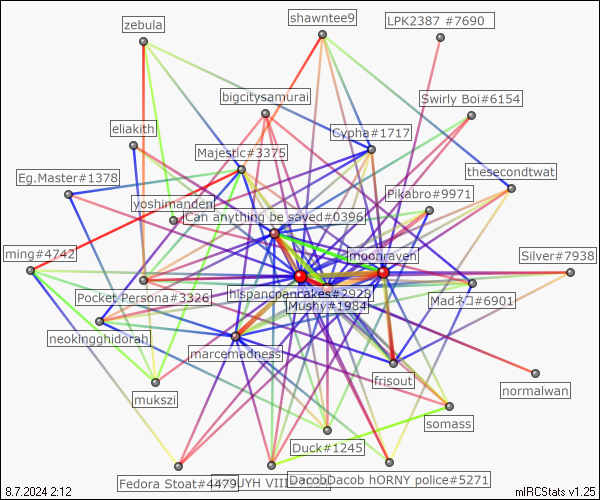 shawntee9
LPK2387 #7690
zebula
bigcitysamurai
Swirly Boi#6154
eliakith
Cypha#1717
Majestic#3375
thesecondtwat
Eg.Master#1378
Pikabro#9971
yoshimanden
Can anything be saved#0396
moonraven
ming#4742
Silver#7938
hispancpancakes#2928
Pocket Persona#3326
Mushy#1984
Madネコ#6901
neokingghidorah
marcemadness
frisout
normalwan
mukszi
somass
Duck#1245
Fedora Stoat#4479
UYH VIII
DacobDacob hORNY police#5271
8.7.2024 2:12
mIRCStats v1.25